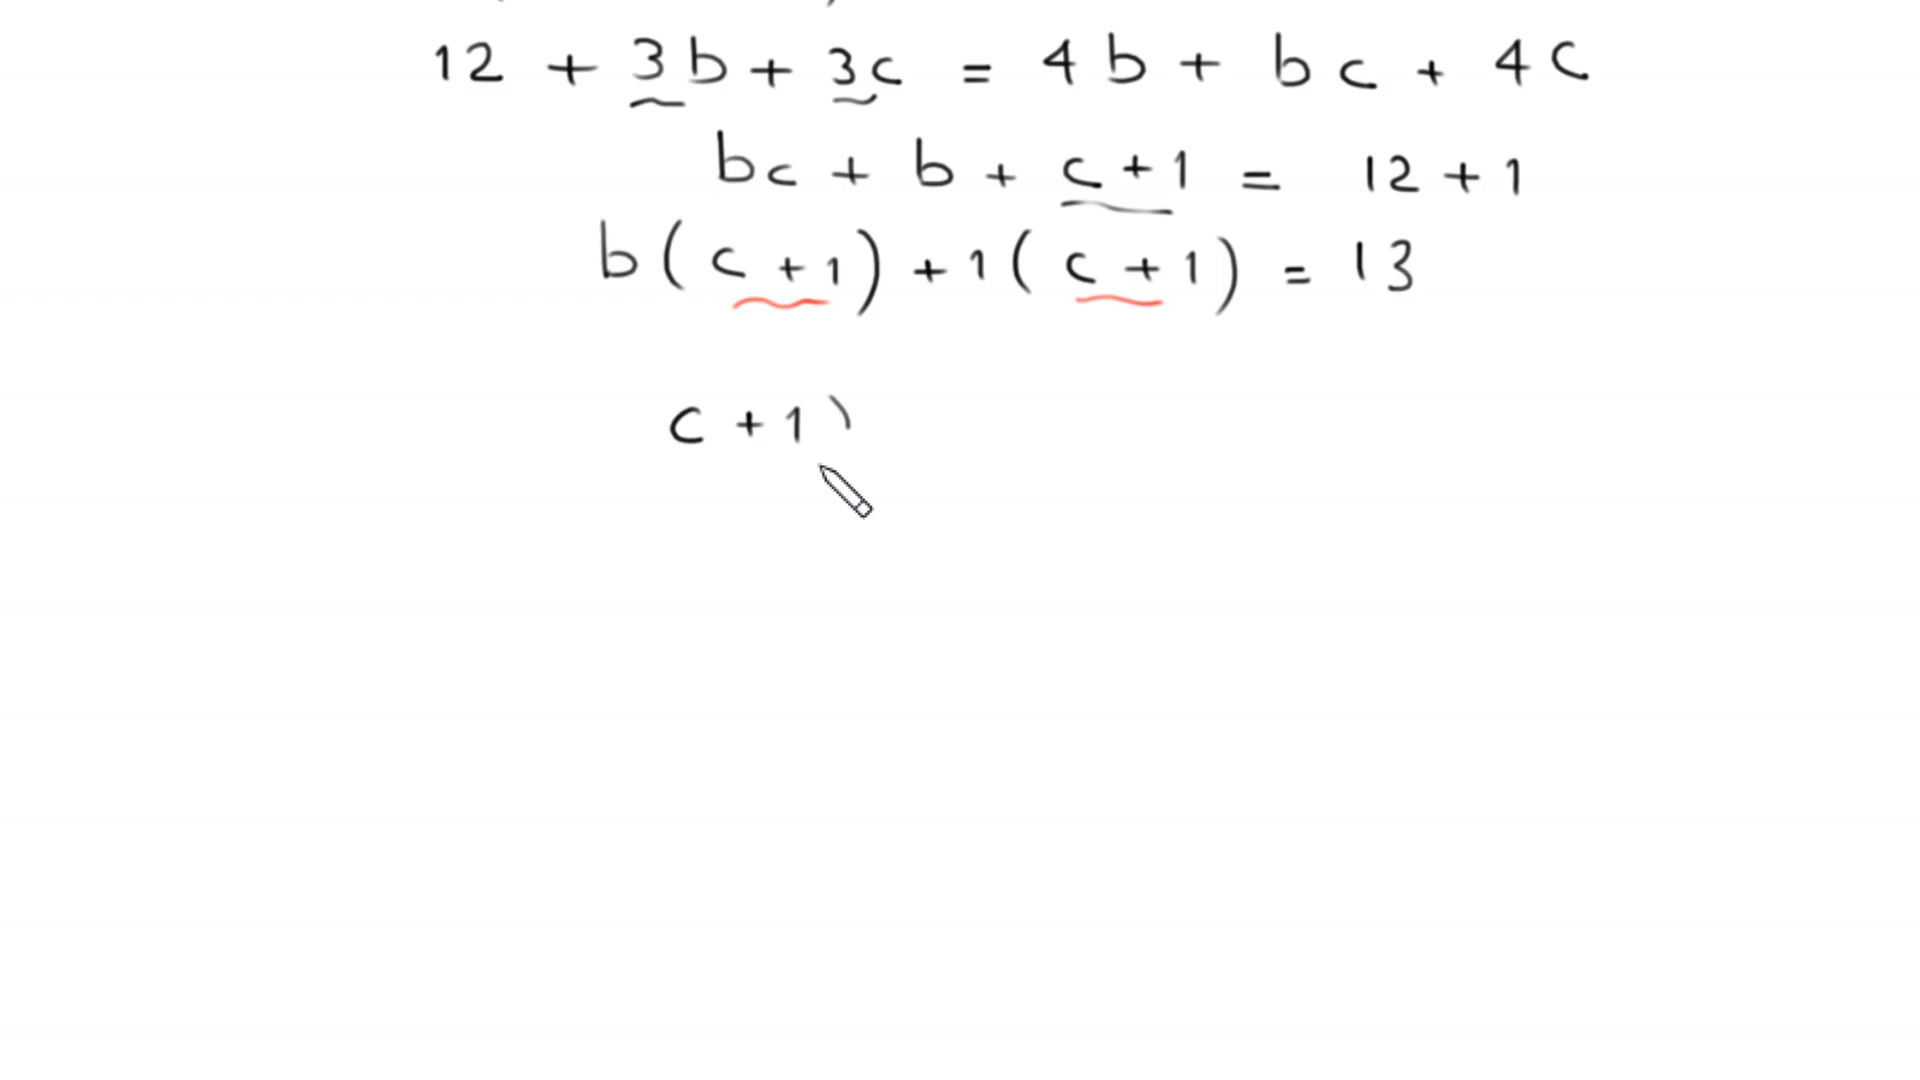 12 + 3b + 3c = 4b + bc + 4c
bc + b + c + 1 = 12 + 1
b(c + 1) + 1(c + 1) = 13
c + 1)